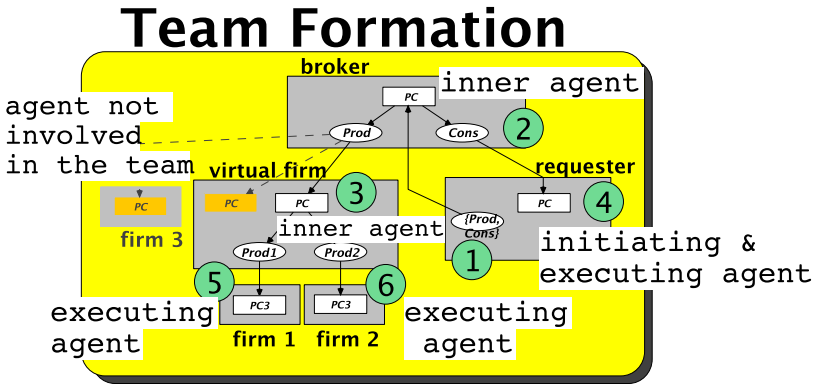 Team Formation
broker
inner agent
PC
agent not
involved
in the team
Prod
Cons
2
virtual firm
requester
PC
PC
PC
3
PC
4
firm 3
{Prod,
Cons}
inner agent
1
initiating &
executing agent
Prod1
Prod2
5
6
PC3
PC3
executing
agent
executing
agent
firm 1
firm 2